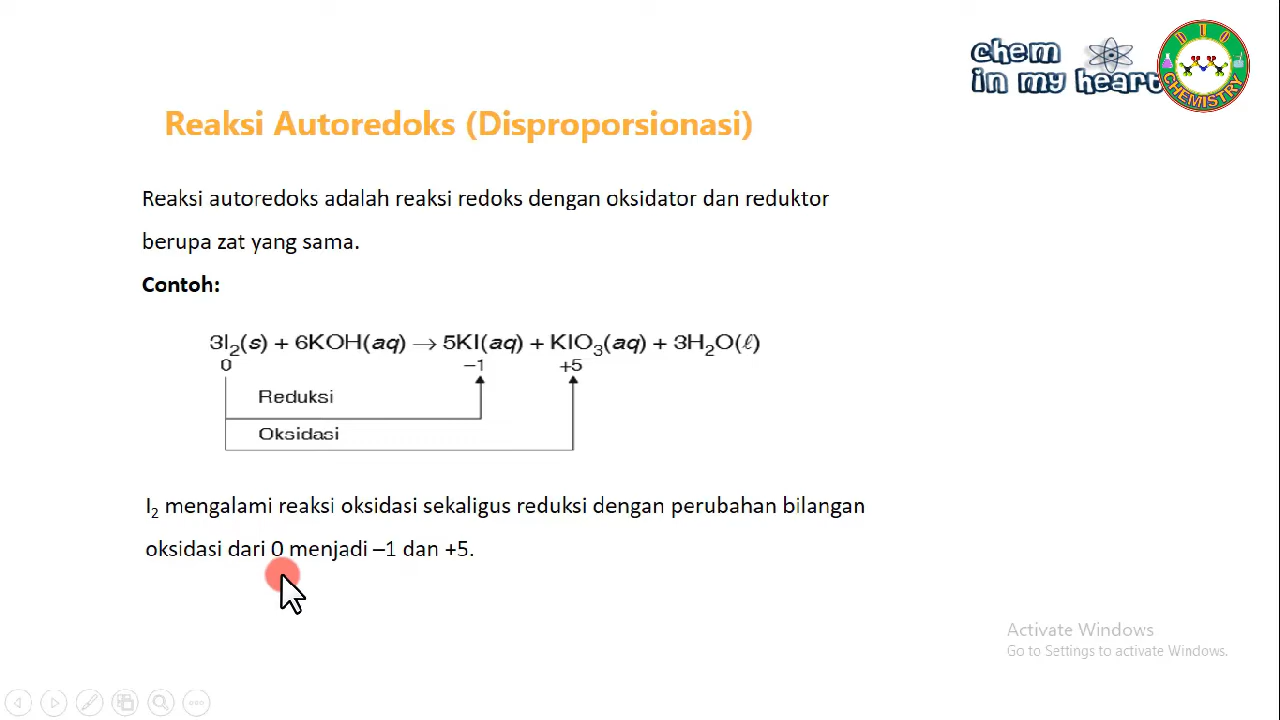 chem
in my heart
DUO
CHEMISTRY
Reaksi Autoredoks (Disproporsionasi)
Reaksi autoredoks adalah reaksi redoks dengan oksidator dan reduktor
berupa zat yang sama.
Contoh:
3I₂(s) + 6KOH(aq) → 5KI(aq) + KIO₃(aq) + 3H₂O(ℓ)
0 –1 +5
Reduksi
Oksidasi
I₂ mengalami reaksi oksidasi sekaligus reduksi dengan perubahan bilangan
oksidasi dari 0 menjadi –1 dan +5.
Activate Windows
Go to Settings to activate Windows.